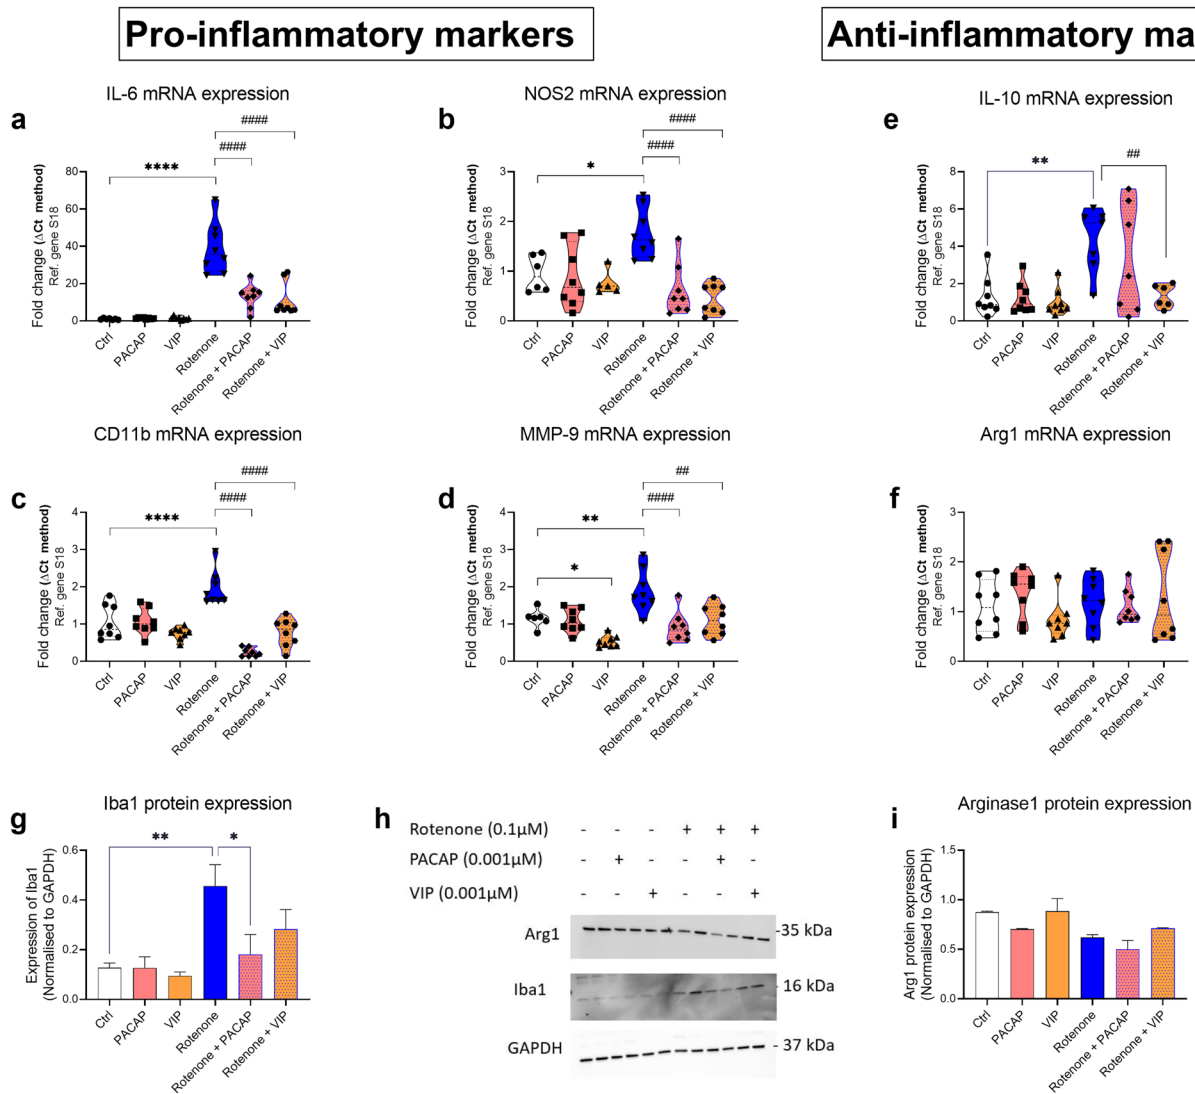 Pro-inflammatory markers
Anti-inflammatory ma
a
IL-6 mRNA expression
Fold change (ΔCt method)
Ref. gene S18
80
60
40
20
0
****
####
####
Ctrl
PACAP
VIP
Rotenone
Rotenone + PACAP
Rotenone + VIP
b
NOS2 mRNA expression
Fold change (ΔCt method)
Ref. gene S18
3
2
1
0
*
####
####
Ctrl
PACAP
VIP
Rotenone
Rotenone + PACAP
Rotenone + VIP
e
IL-10 mRNA expression
Fold change (ΔCt method)
Ref. gene S18
8
6
4
2
0
**
##
Ctrl
PACAP
VIP
Rotenone
Rotenone + PACAP
Rotenone + VIP
c
CD11b mRNA expression
Fold change (ΔCt method)
Ref. gene S18
4
3
2
1
0
****
####
####
Ctrl
PACAP
VIP
Rotenone
Rotenone + PACAP
Rotenone + VIP
d
MMP-9 mRNA expression
Fold change (ΔCt method)
Ref. gene S18
4
3
2
1
0
**
*
##
####
Ctrl
PACAP
VIP
Rotenone
Rotenone + PACAP
Rotenone + VIP
f
Arg1 mRNA expression
Fold change (ΔCt method)
Ref. gene S18
3
2
1
0
Ctrl
PACAP
VIP
Rotenone
Rotenone + PACAP
Rotenone + VIP
g
Iba1 protein expression
Expression of Iba1
(Normalised to GAPDH)
0.6
0.4
0.2
0.0
**
*
Ctrl
PACAP
VIP
Rotenone
Rotenone + PACAP
Rotenone + VIP
h
Rotenone (0.1µM) - - - + + +
PACAP (0.001µM) - + - - + -
VIP (0.001µM) - - + - - +
Arg1 -35 kDa
Iba1 - 16 kDa
GAPDH - 37 kDa
i
Arginase1 protein expression
Arg1 protein expression
(Normalised to GAPDH)
1.5
1.0
0.5
0.0
Ctrl
PACAP
VIP
Rotenone
Rotenone + PACAP
Rotenone + VIP